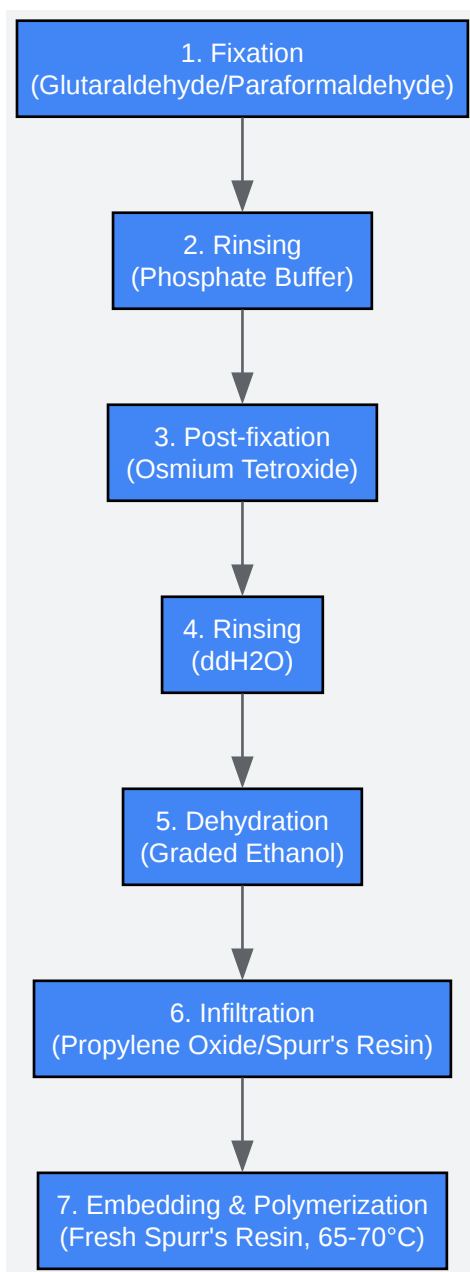 1. Fixation
(Glutaraldehyde/Paraformaldehyde)
2. Rinsing
(Phosphate Buffer)
3. Post-fixation
(Osmium Tetroxide)
4. Rinsing
(ddH2O)
5. Dehydration
(Graded Ethanol)
6. Infiltration
(Propylene Oxide/Spurr's Resin)
7. Embedding & Polymerization
(Fresh Spurr's Resin, 65-70°C)